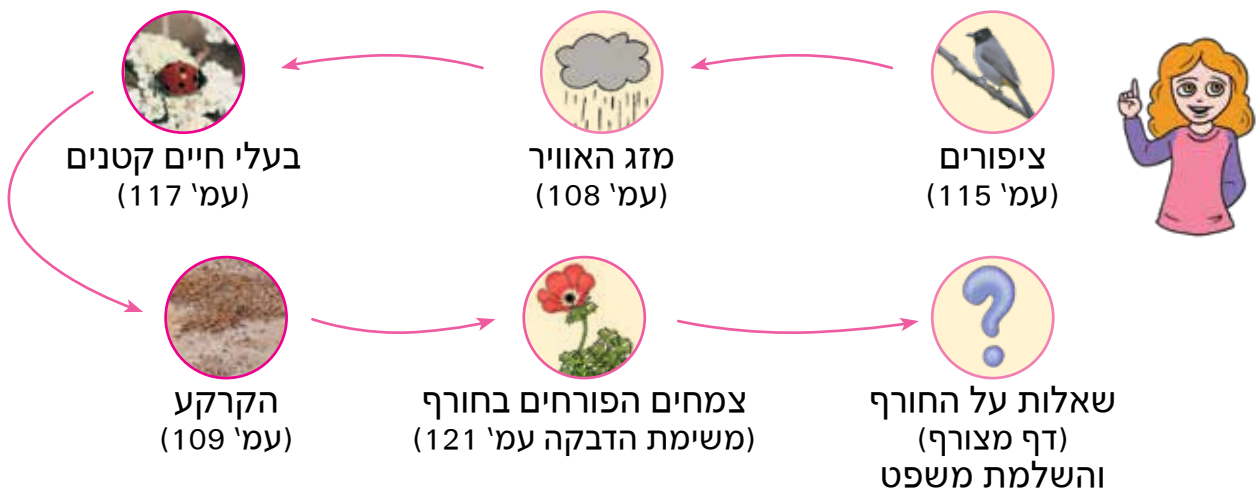 ציפורים
(עמ' 115)
מזג האוויר
(עמ' 108)
בעלי חיים קטנים
(עמ' 117)
הקרקע
(עמ' 109)
צמחים הפורחים בחורף
(משימת הדבקה עמ' 121)
שאלות על החורף
(דף מצורף)
והשלמת משפט